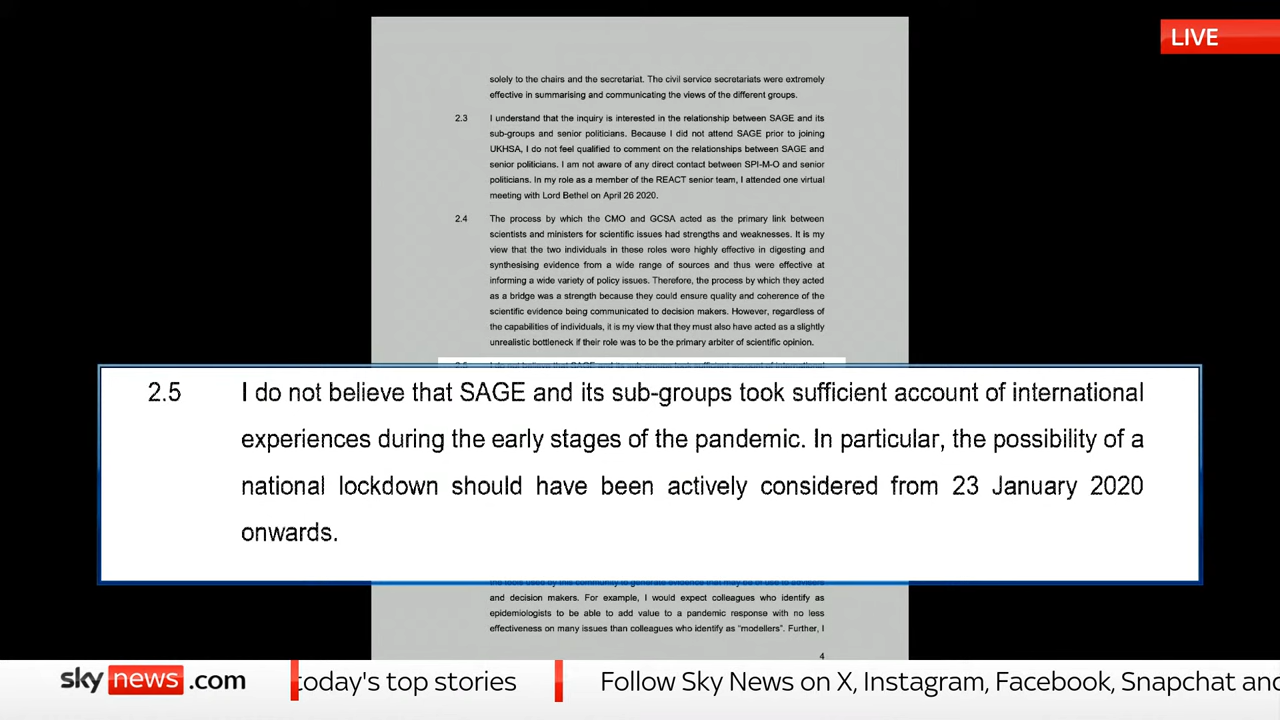 LIVE
solely to the chairs and the secretariat. The civil service secretariats were extremely
effective in summarising and communicating the views of the different groups.
2.3 I understand that the inquiry is interested in the relationship between SAGE and its
sub-groups and senior politicians. Because I did not attend SAGE prior to joining
UKHSA, I do not feel qualified to comment on the relationships between SAGE and
senior politicians. I am not aware of any direct contact between SPI-M-O and senior
politicians. In my role as a member of the REACT senior team, I attended one virtual
meeting with Lord Bethel on April 26 2020.
2.4 The process by which the CMO and GCSA acted as the primary link between
scientists and ministers for scientific issues had strengths and weaknesses. It is my
view that the two individuals in these roles were highly effective in digesting and
synthesising evidence from a wide range of sources and thus were effective at
informing a wide variety of policy issues. Therefore, the process by which they acted
as a bridge was a strength because they could ensure quality and coherence of the
scientific evidence being communicated to decision makers. However, regardless of
the capabilities of individuals, it is my view that they must also have acted as a slightly
unrealistic bottleneck if their role was to be the primary arbiter of scientific opinion.
2.5 I do not believe that SAGE and its sub-groups took sufficient account of international
experiences during the early stages of the pandemic. In particular, the possibility of a
national lockdown should have been actively considered from 23 January 2020
onwards.
the tools used by this community to generate evidence that may be of use to advisers
and decision makers. For example, I would expect colleagues who identify as
epidemiologists to be able to add value to a pandemic response with no less
effectiveness on many issues than colleagues who identify as "modellers". Further, I
4
sky news.com today's top stories Follow Sky News on X, Instagram, Facebook, Snapchat and